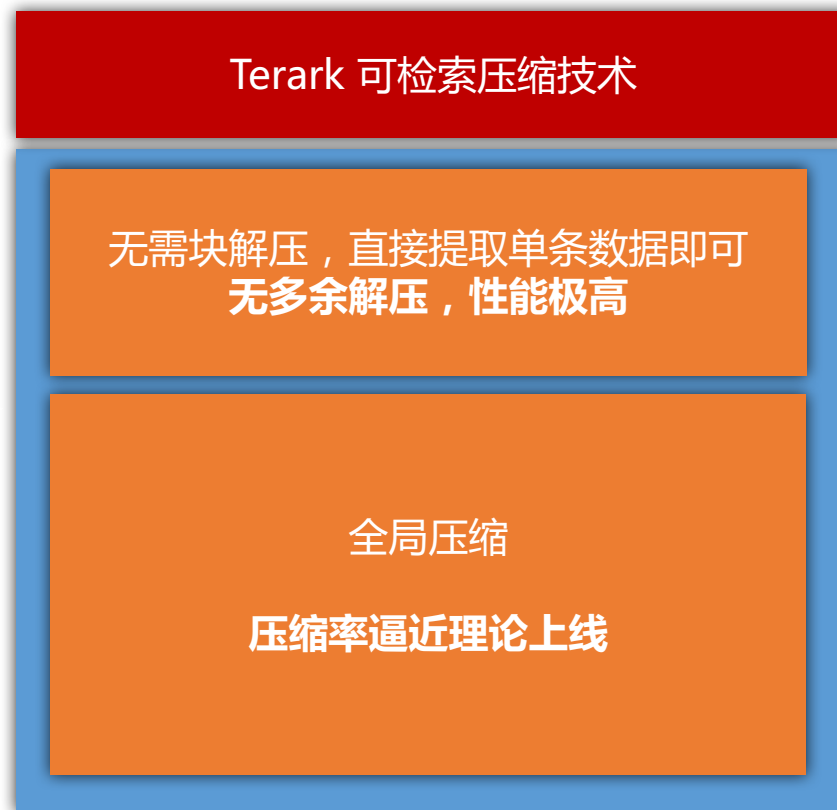 Terark 可检索压缩技术
无需块解压，直接提取单条数据即可
无多余解压，性能极高
全局压缩
压缩率逼近理论上线